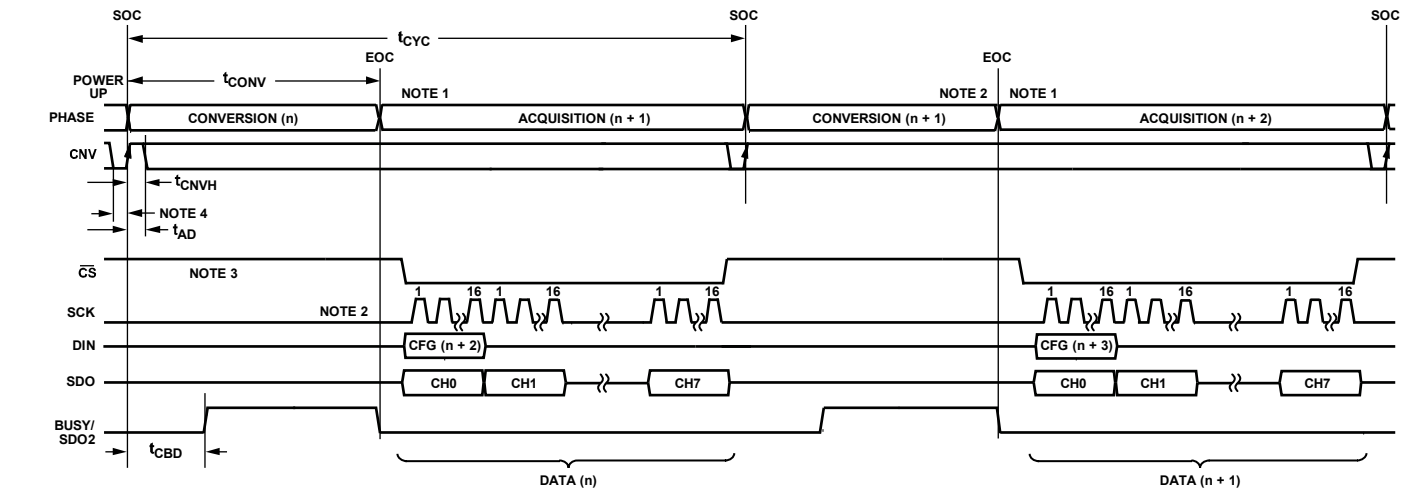 SOC SOC SOC
tCYC
EOC EOC
POWER UP
tCONV
NOTE 1 NOTE 2 NOTE 1
PHASE CONVERSION (n) ACQUISITION (n + 1) CONVERSION (n + 1) ACQUISITION (n + 2)
CNV
tCNVH
NOTE 4
tAD
CS NOTE 3
1 16 1 16 1 16 1 16 1 16 1 16
SCK NOTE 2
DIN CFG (n + 2) CFG (n + 3)
SDO CH0 CH1 CH7 CH0 CH1 CH7
BUSY/
SDO2
tCBD
DATA (n) DATA (n + 1)